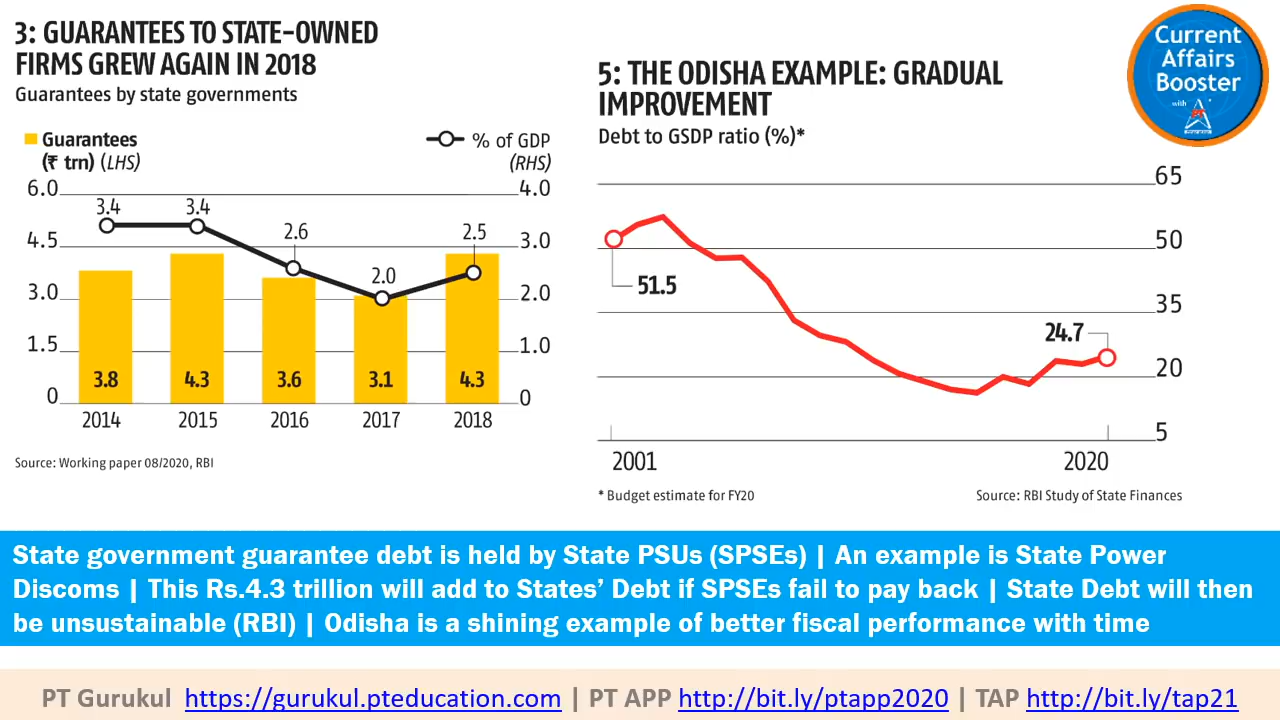 3: GUARANTEES TO STATE-OWNED
FIRMS GREW AGAIN IN 2018
Guarantees by state governments
Guarantees
(₹ trn) (LHS)
% of GDP
(RHS)
6.0
4.5
3.0
1.5
0
4.0
3.0
2.0
1.0
0
3.4
3.4
2.6
2.0
2.5
3.8
4.3
3.6
3.1
4.3
2014
2015
2016
2017
2018
Source: Working paper 08/2020, RBI
5: THE ODISHA EXAMPLE: GRADUAL
IMPROVEMENT
Debt to GSDP ratio (%)*
65
50
35
20
5
51.5
24.7
2001
2020
* Budget estimate for FY20
Source: RBI Study of State Finances
Current
Affairs
Booster
with
PT
State government guarantee debt is held by State PSUs (SPSEs) | An example is State Power
Discoms | This Rs.4.3 trillion will add to States’ Debt if SPSEs fail to pay back | State Debt will then
be unsustainable (RBI) | Odisha is a shining example of better fiscal performance with time
PT Gurukul https://gurukul.pteducation.com | PT APP http://bit.ly/ptapp2020 | TAP http://bit.ly/tap21